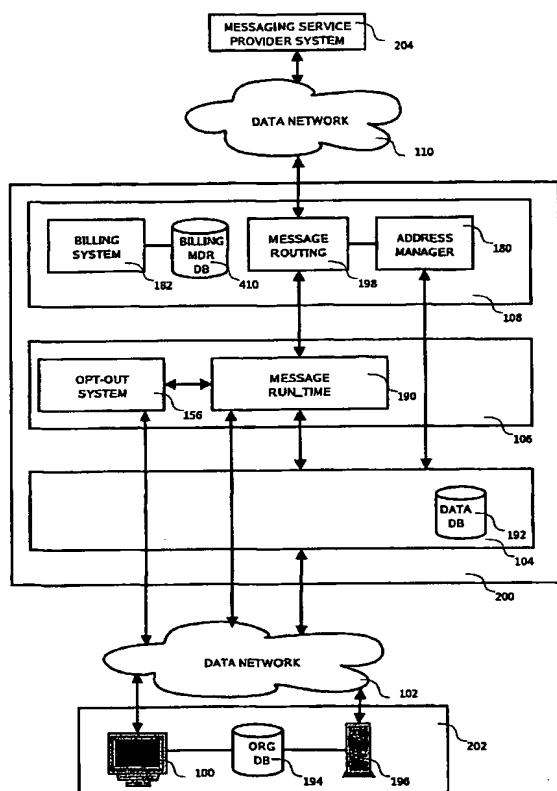 MESSAGING SERVICE
PROVIDER SYSTEM
204
DATA NETWORK
110
BILLING
SYSTEM
182
BILLING
MDR
DB
410
MESSAGE
ROUTING
198
ADDRESS
MANAGER
180
108
OPT-OUT
SYSTEM
156
MESSAGE
RUN_TIME
190
106
DATA
DB
192
104
200
DATA NETWORK
102
202
100
ORG
DB
194
196